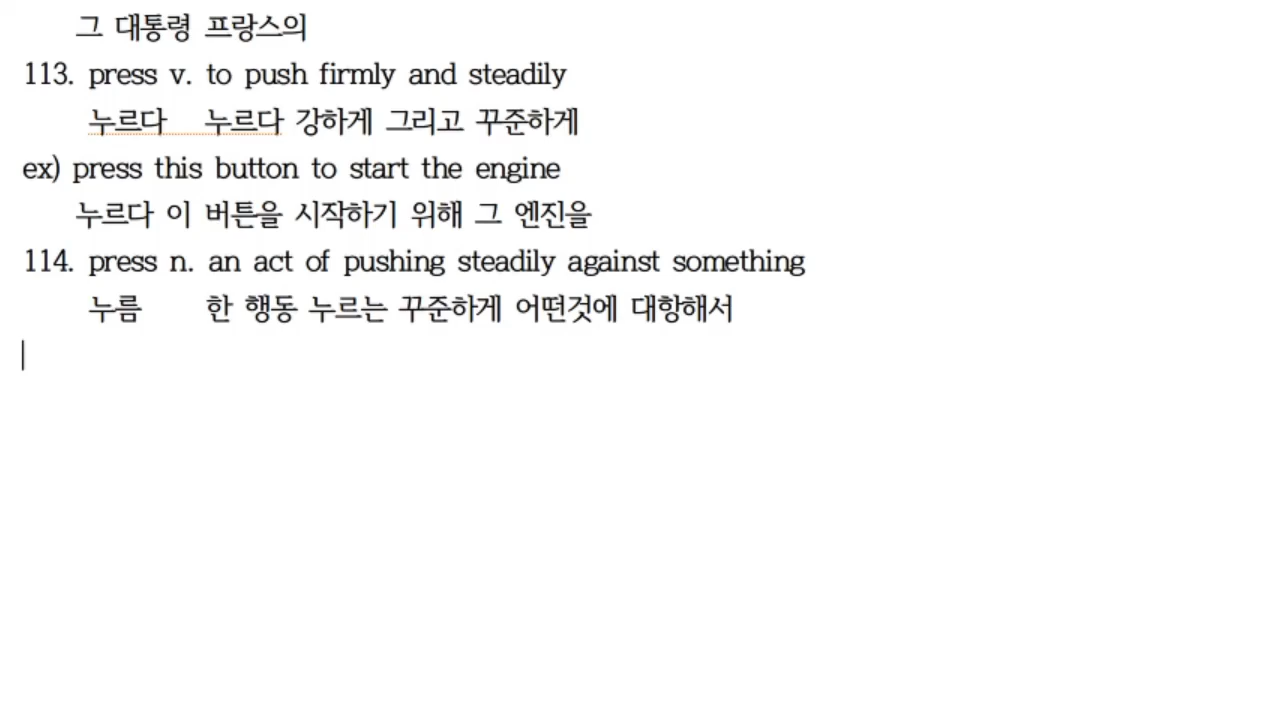 그 대통령 프랑스의
113. press v. to push firmly and steadily
누르다 누르다 강하게 그리고 꾸준하게
ex) press this button to start the engine
누르다 이 버튼을 시작하기 위해 그 엔진을
114. press n. an act of pushing steadily against something
누름 한 행동 누르는 꾸준하게 어떤것에 대항해서